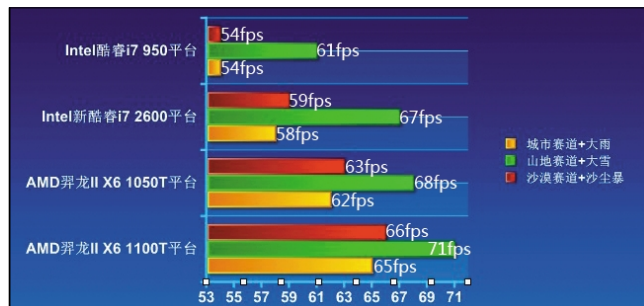 54fps
Intel酷睿i7 950平台
61fps
54fps
59fps
Intel新酷睿i7 2600平台
67fps
58fps
63fps
AMD羿龙II X6 1050T平台
68fps
62fps
66fps
AMD羿龙II X6 1100T平台
71fps
65fps
城市赛道+大雨
山地赛道+大雪
沙漠赛道+沙尘暴
53 55 57 59 61 63 65 67 69 71